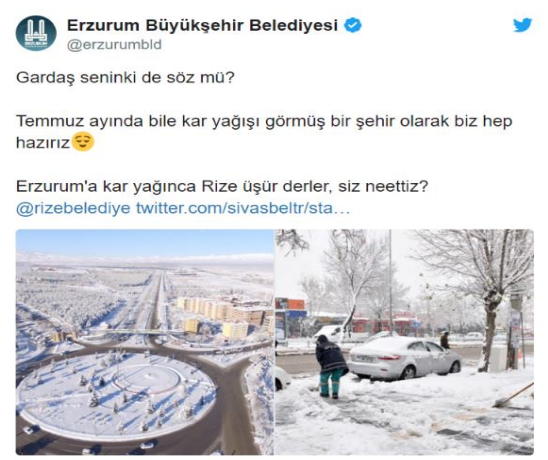 Erzurum Büyükşehir Belediyesi
@erzurumbld
Gardaş seninki de söz mü?
Temmuz ayında bile kar yağışı görmüş bir şehir olarak biz hep
hazırız😌
Erzurum'a kar yağınca Rize üşür derler, siz neettiz?
@rizebelediye twitter.com/sivasbeltr/sta…